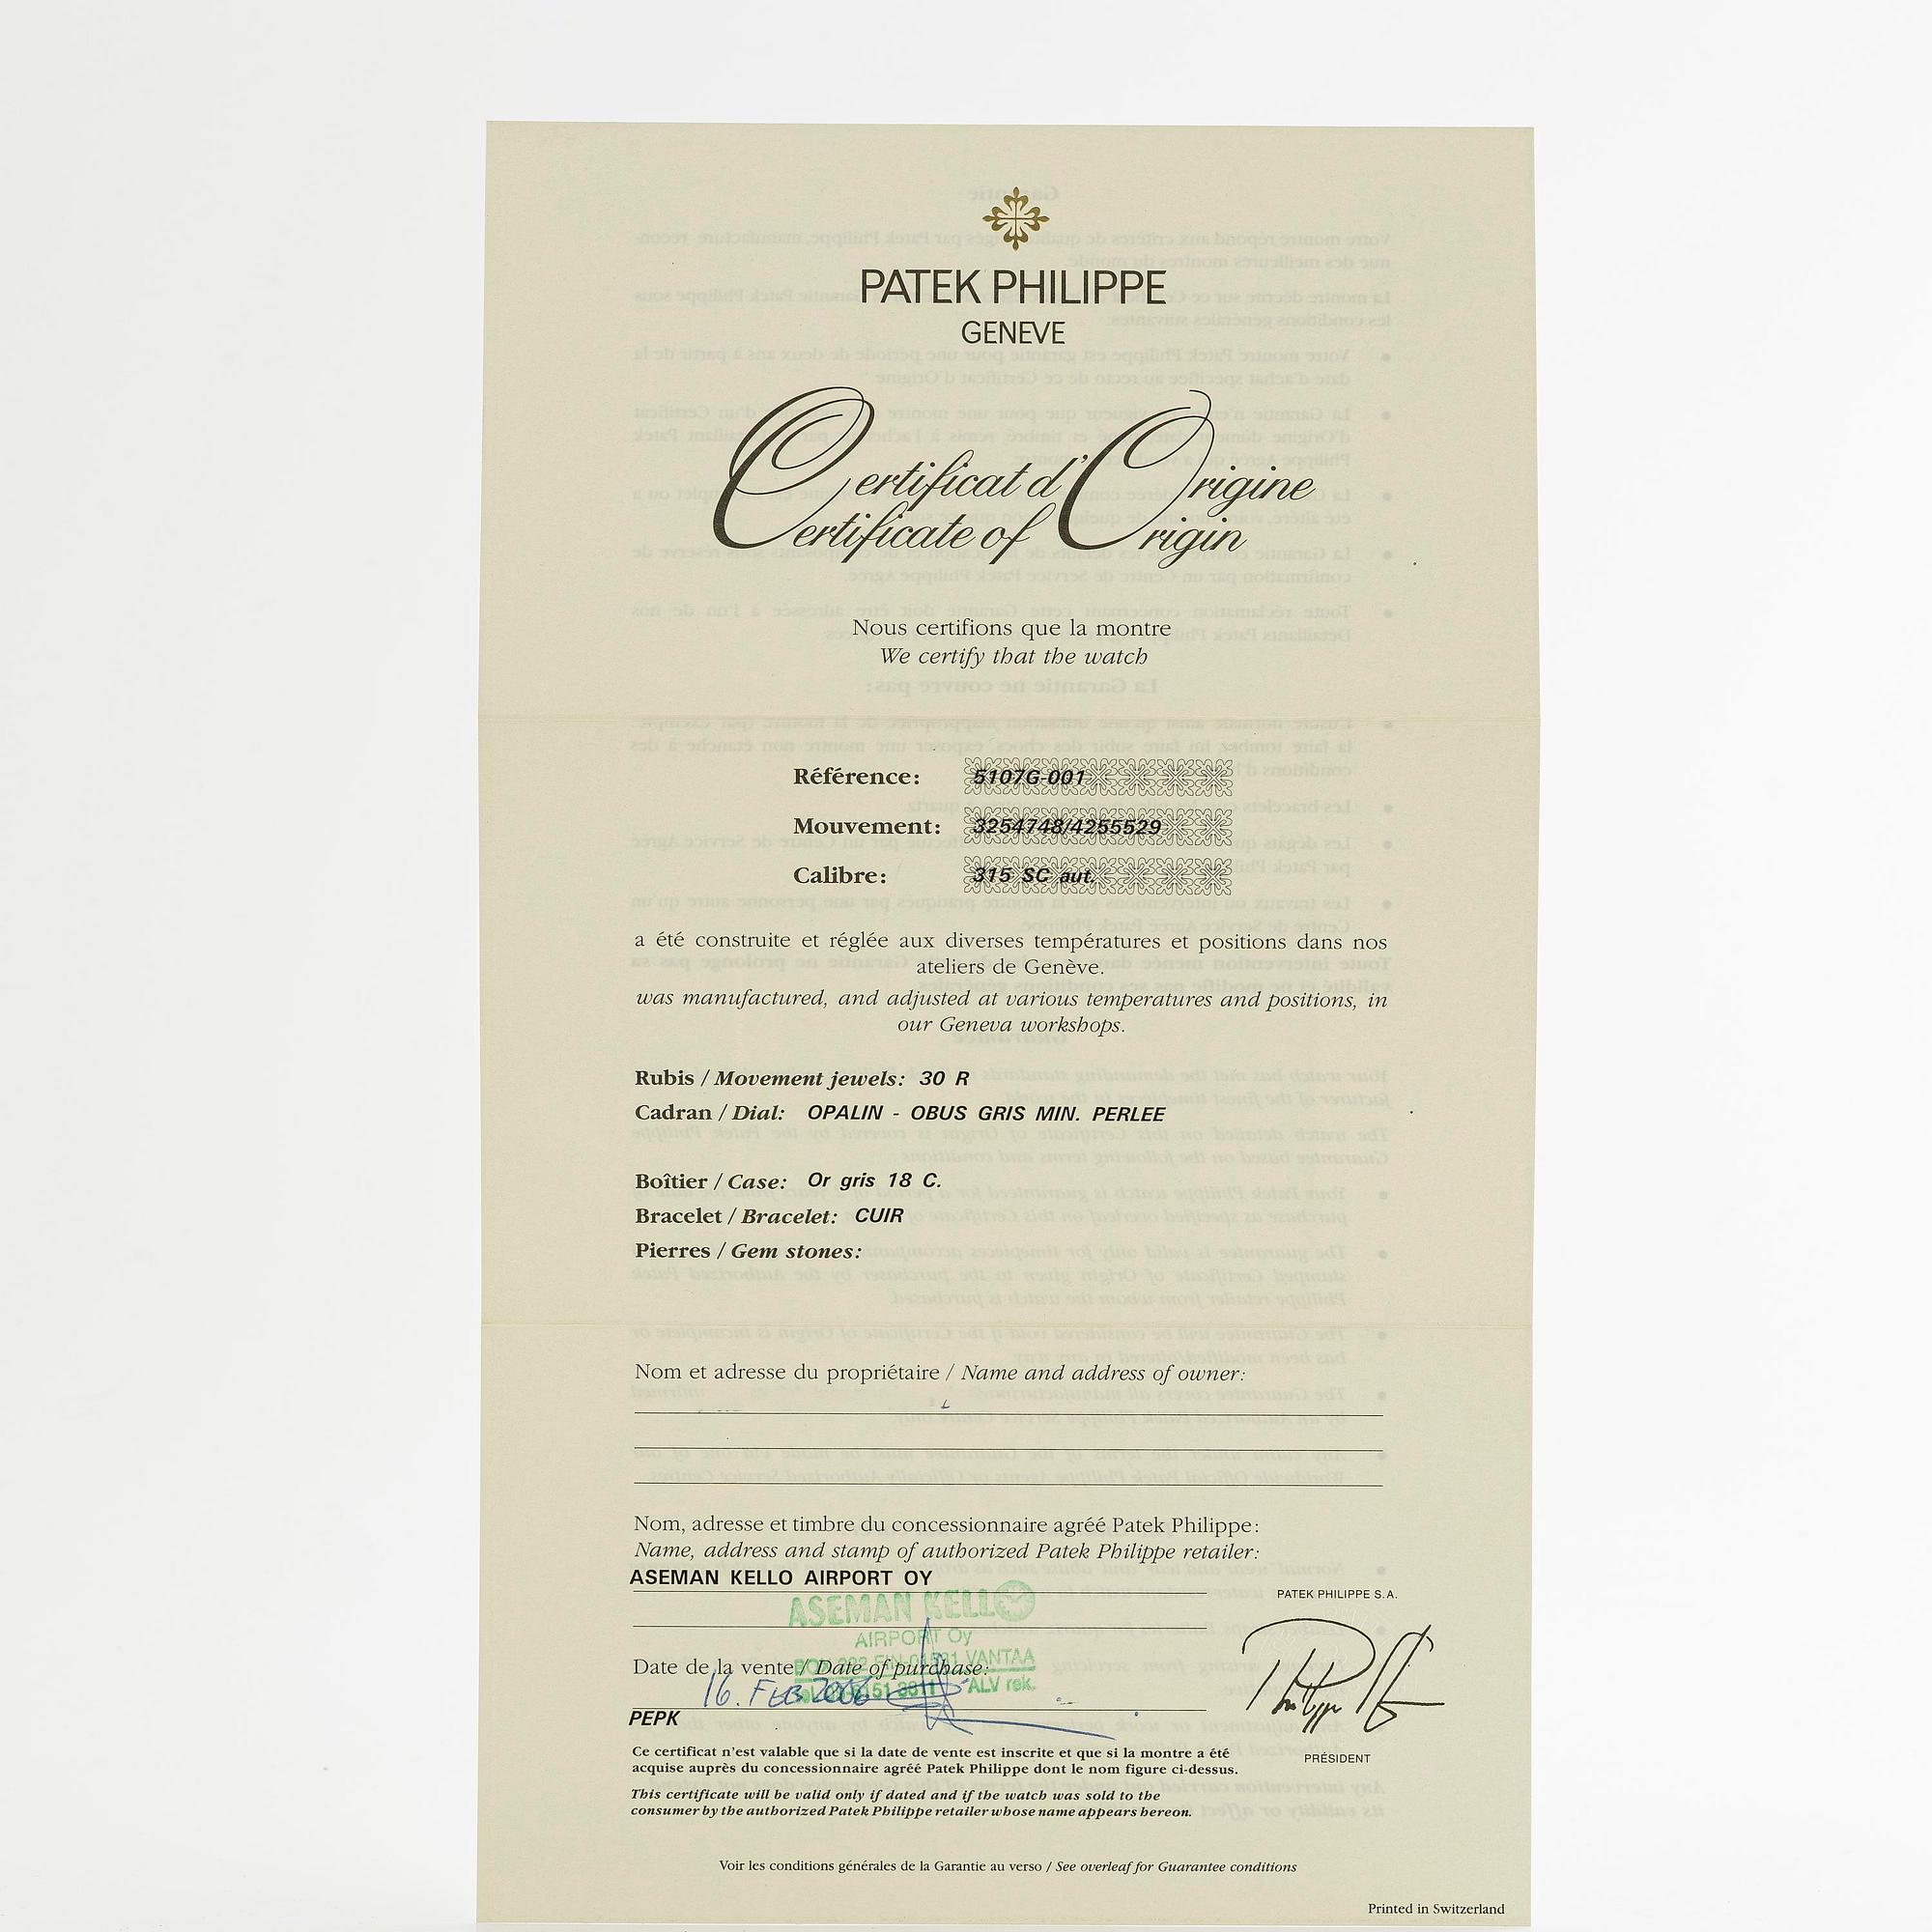 PATEK PHILIPPE
GENEVE
Certificat d'Origine
Certificate of Origin
Nous certifions que la montre
We certify that the watch
Référence: 5107G-001
Mouvement: 3254748/4255529
Calibre: 315 SC aut.
a été construite et réglée aux diverses températures et positions dans nos
ateliers de Genève.
was manufactured, and adjusted at various temperatures and positions, in
our Geneva workshops.
Rubis / Movement jewels: 30 R
Cadran / Dial: OPALIN - OBUS GRIS MIN. PERLEE
Boîtier / Case: Or gris 18 C.
Bracelet / Bracelet: CUIR
Pierres / Gem stones:
Nom et adresse du propriétaire / Name and address of owner:
Nom, adresse et timbre du concessionnaire agréé Patek Philippe:
Name, address and stamp of authorized Patek Philippe retailer:
ASEMAN KELLO AIRPORT OY
PATEK PHILIPPE S.A.
ASEMAN KELLO
AIRPORT Oy
VANTAA
Date de la vente / Date of purchase:
ALV rek.
16. FEB 2006
PEPK
PRÉSIDENT
Ce certificat n'est valable que si la date de vente est inscrite et que si la montre a été
acquise auprès du concessionnaire agréé Patek Philippe dont le nom figure ci-dessus.
This certificate will be valid only if dated and if the watch was sold to the
consumer by the authorized Patek Philippe retailer whose name appears hereon.
Voir les conditions générales de la Garantie au verso / See overleaf for Guarantee conditions
Printed in Switzerland